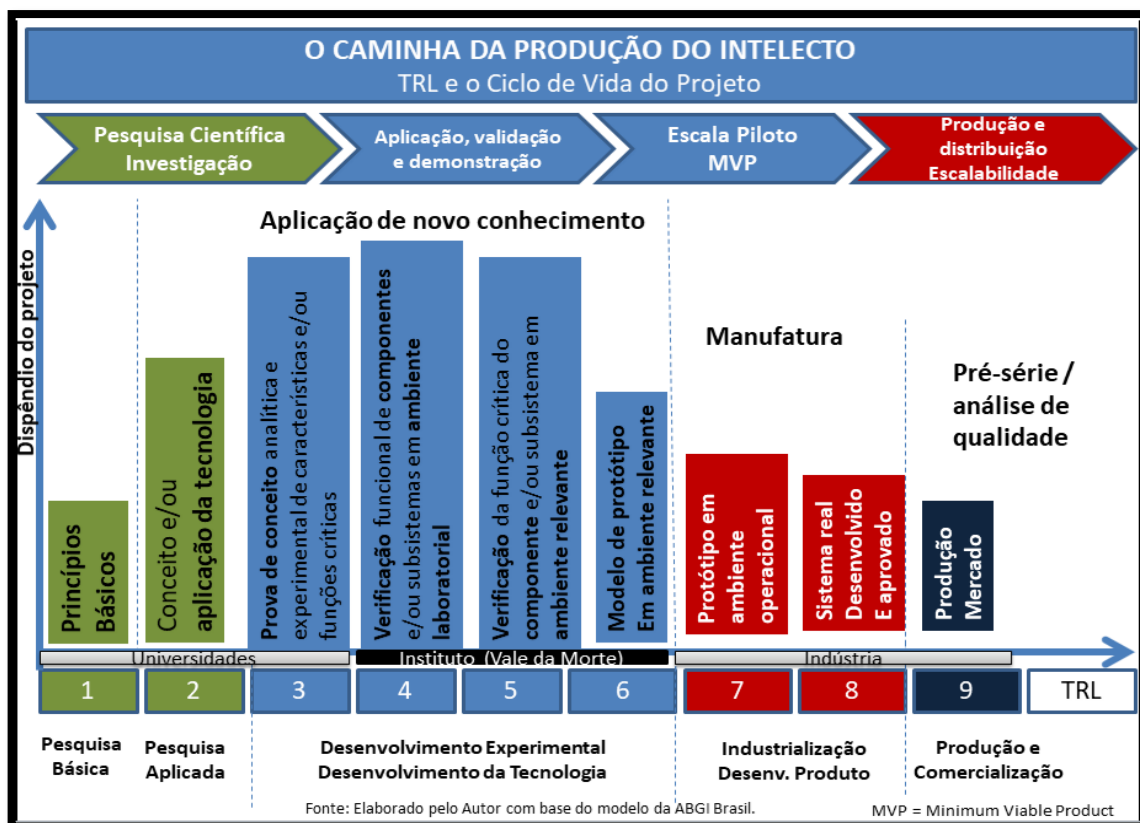 O CAMINHA DA PRODUÇÃO DO INTELECTO
TRL e o Ciclo de Vida do Projeto
Pesquisa Científica
Investigação
Aplicação, validação
e demonstração
Escala Piloto
MVP
Produção e
distribuição
Escalabilidade
Dispêndio do projeto
Aplicação de novo conhecimento
Manufatura
Pré-série /
análise de
qualidade
Princípios
Básicos
Conceito e/ou
aplicação da tecnologia
Prova de conceito analítica e
experimental de características e/ou
funções críticas
Verificação funcional de componentes
e/ou subsistemas em ambiente
laboratorial
Verificação da função crítica do
componente e/ou subsistema em
ambiente relevante
Modelo de protótipo
Em ambiente relevante
Protótipo em
ambiente
operacional
Sistema real
Desenvolvido
E aprovado
Produção
Mercado
Universidades
Instituto (Vale da Morte)
Indústria
1 2 3 4 5 6 7 8 9 TRL
Pesquisa
Básica
Pesquisa
Aplicada
Desenvolvimento Experimental
Desenvolvimento da Tecnologia
Industrialização
Desenv. Produto
Produção e
Comercialização
Fonte: Elaborado pelo Autor com base do modelo da ABGI Brasil.
MVP = Minimum Viable Product